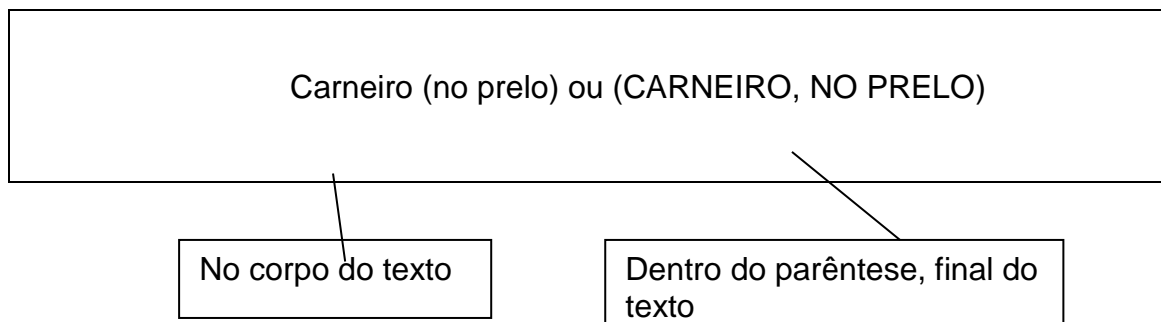 Carneiro (no prelo) ou (CARNEIRO, NO PRELO)
No corpo do texto
Dentro do parêntese, final do
texto